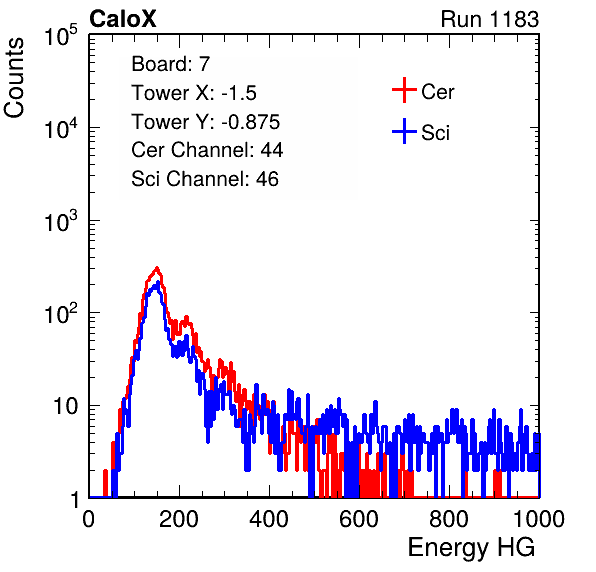 CaloX Run 1183
Counts
10^5
10^4
10^3
10^2
10
1
Board: 7
Tower X: -1.5
Tower Y: -0.875
Cer Channel: 44
Sci Channel: 46
Cer
Sci
0 200 400 600 800 1000
Energy HG